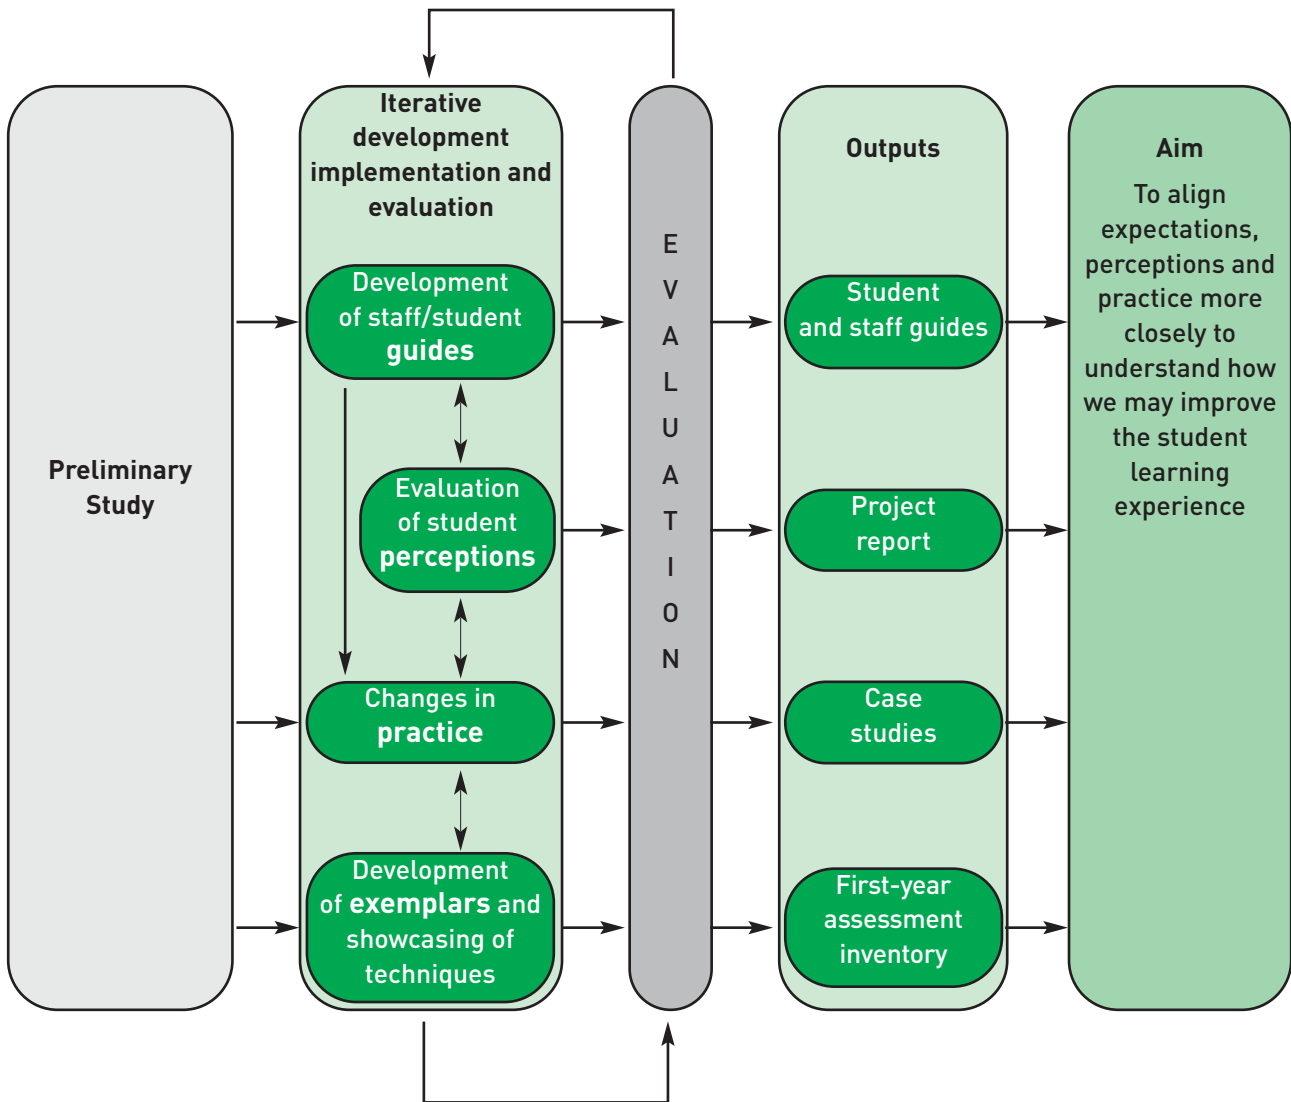 Preliminary
Study
Iterative
development
implementation and
evaluation
Development
of staff/student
guides
Evaluation
of student
perceptions
Changes in
practice
Development
of exemplars and
showcasing of
techniques
E
V
A
L
U
A
T
I
O
N
Outputs
Student
and staff guides
Project
report
Case
studies
First-year
assessment
inventory
Aim
To align
expectations,
perceptions and
practice more
closely to
understand how
we may improve
the student
learning
experience